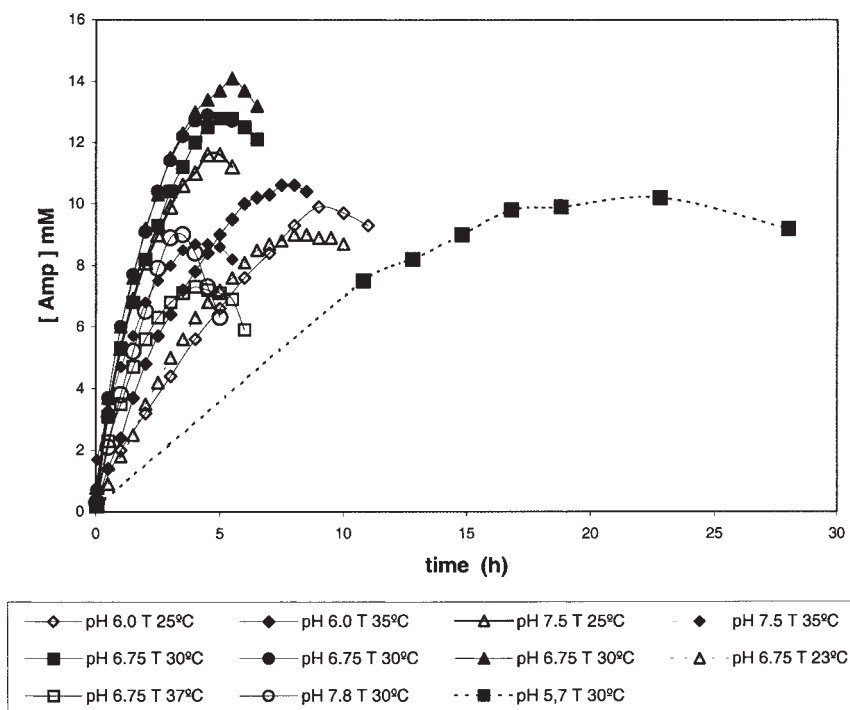 16
14
12
10
8
6
4
2
0
[ Amp ] mM
0 5 10 15 20 25 30
time (h)
pH 6.0 T 25ºC pH 6.0 T 35ºC pH 7.5 T 25ºC pH 7.5 T 35ºC
pH 6.75 T 30ºC pH 6.75 T 30ºC pH 6.75 T 30ºC pH 6.75 T 23ºC
pH 6.75 T 37ºC pH 7.8 T 30ºC pH 5,7 T 30ºC